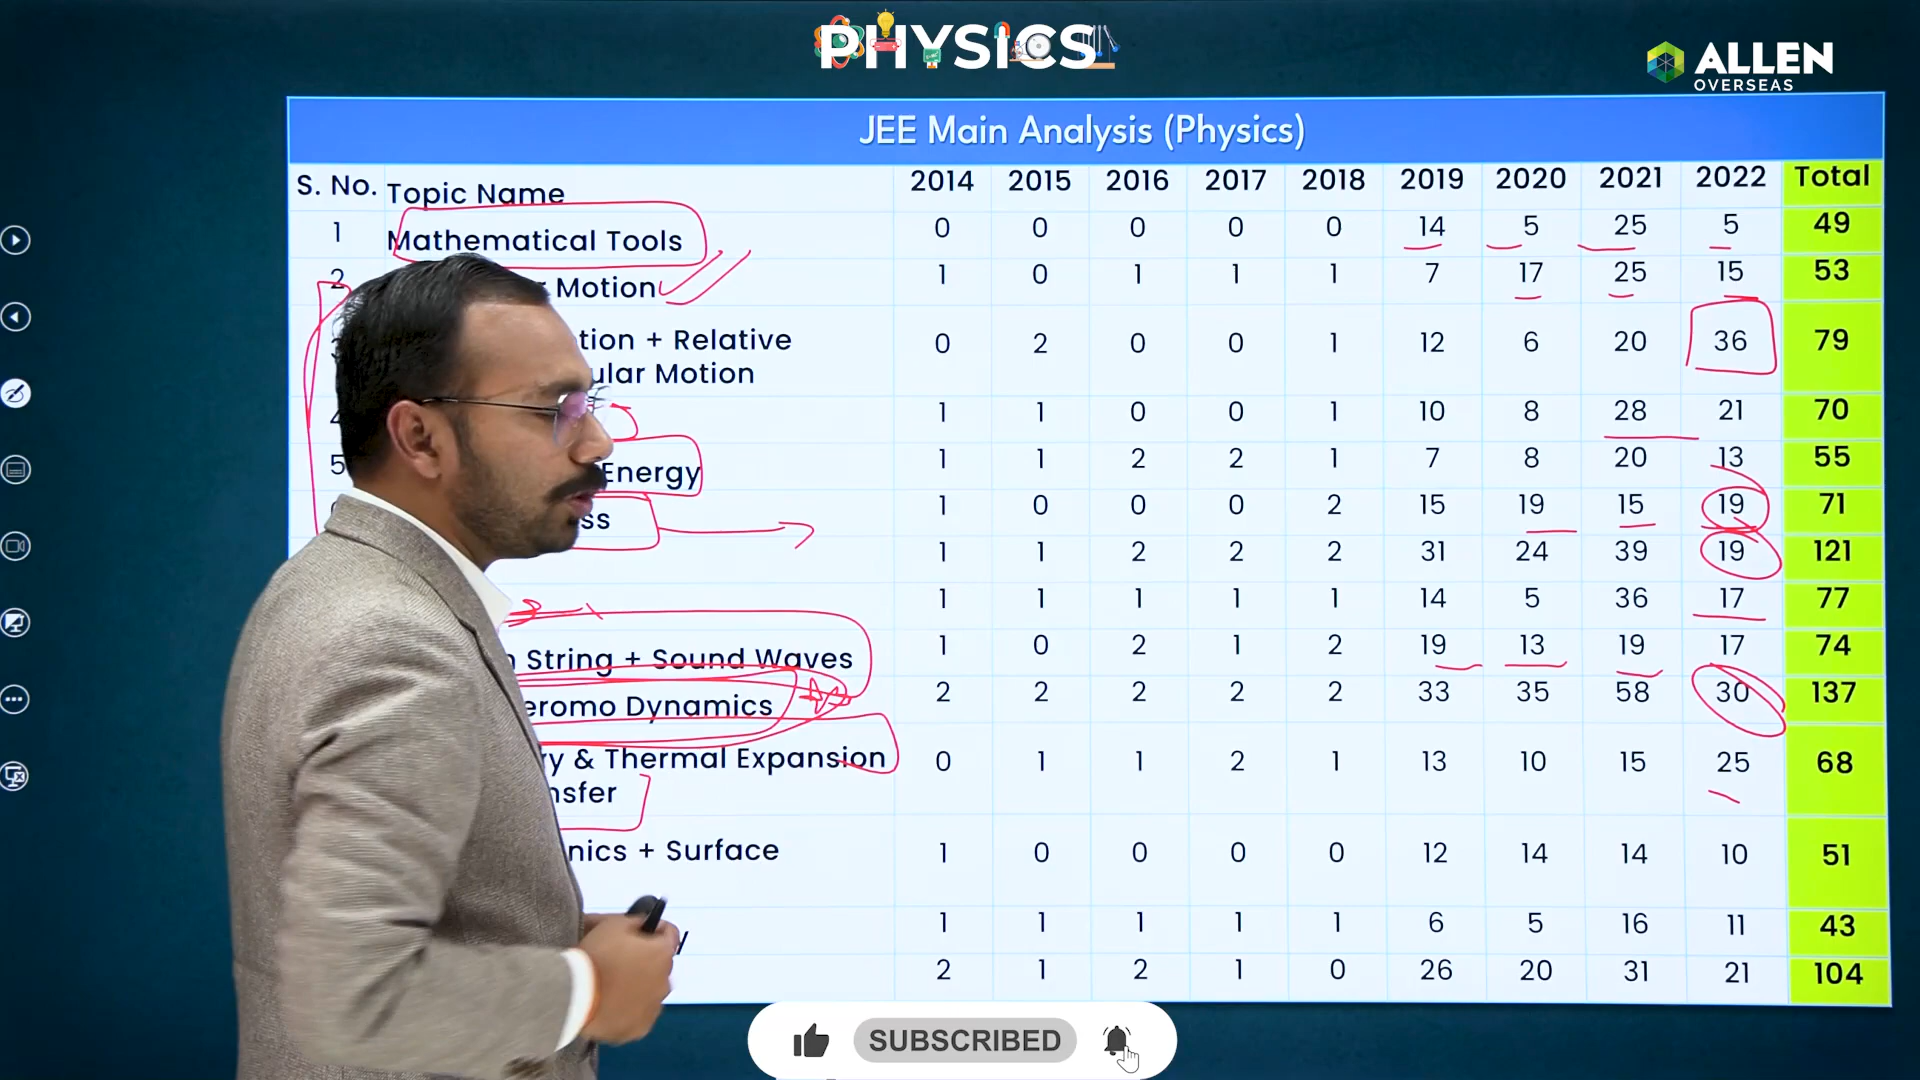 PHYSICS
ALLEN
OVERSEAS
JEE Main Analysis (Physics)
S. No. Topic Name 2014 2015 2016 2017 2018 2019 2020 2021 2022 Total
1 Mathematical Tools 0 0 0 0 0 14 5 25 5 49
2 Motion 1 0 1 1 1 7 17 25 15 53
tion + Relative
ular Motion 0 2 0 0 1 12 6 20 36 79
1 1 0 0 1 10 8 28 21 70
5 Energy 1 1 2 2 1 7 8 20 13 55
ss 1 0 0 0 2 15 19 15 19 71
1 1 2 2 2 31 24 39 19 121
1 1 1 1 1 14 5 36 17 77
String + Sound Waves 1 0 2 1 2 19 13 19 17 74
eromo Dynamics 2 2 2 2 2 33 35 58 30 137
ry & Thermal Expansion
nsfer 0 1 1 2 1 13 10 15 25 68
nics + Surface 1 0 0 0 0 12 14 14 10 51
y 1 1 1 1 1 6 5 16 11 43
2 1 2 1 0 26 20 31 21 104
SUBSCRIBED